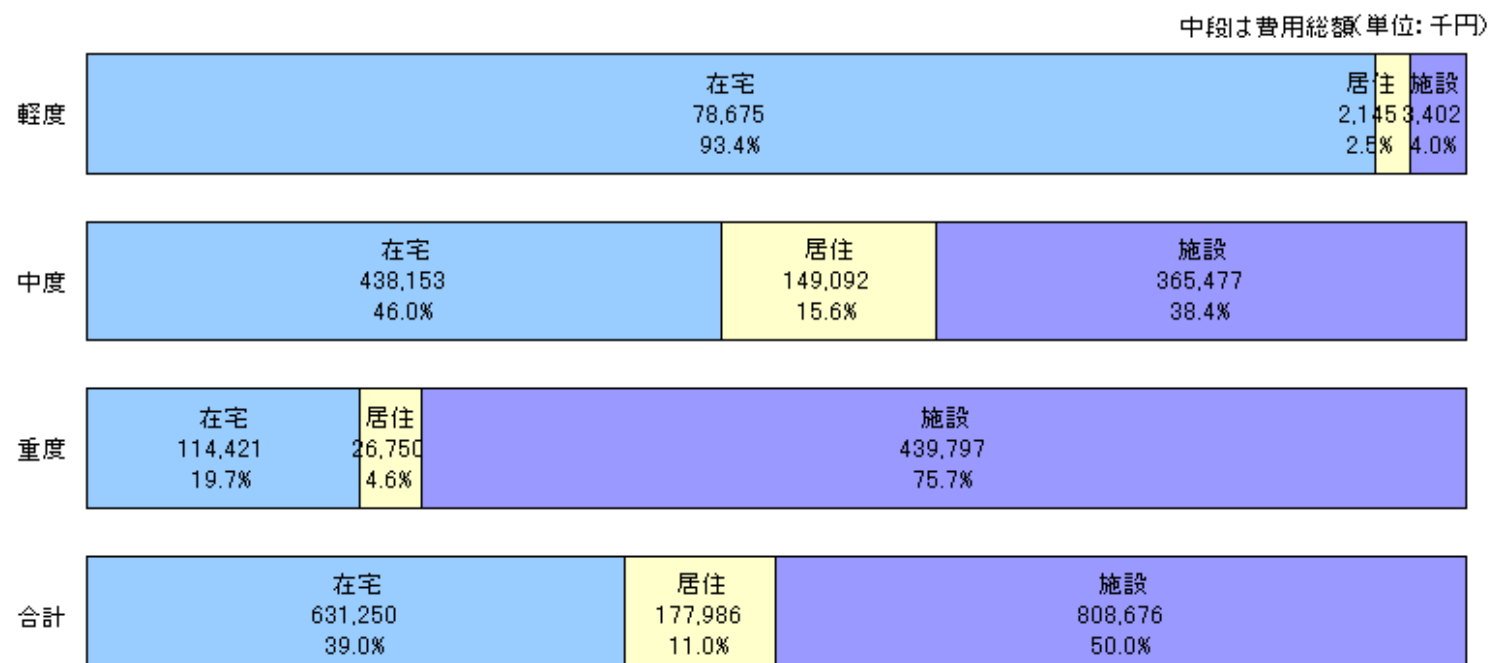 中段は費用総額(単位: 千円)
軽度
在宅
78,675
93.4%
居住
2,145
2.5%
施設
3,402
4.0%
中度
在宅
438,153
46.0%
居住
149,092
15.6%
施設
365,477
38.4%
重度
在宅
114,421
19.7%
居住
26,750
4.6%
施設
439,797
75.7%
合計
在宅
631,250
39.0%
居住
177,986
11.0%
施設
808,676
50.0%